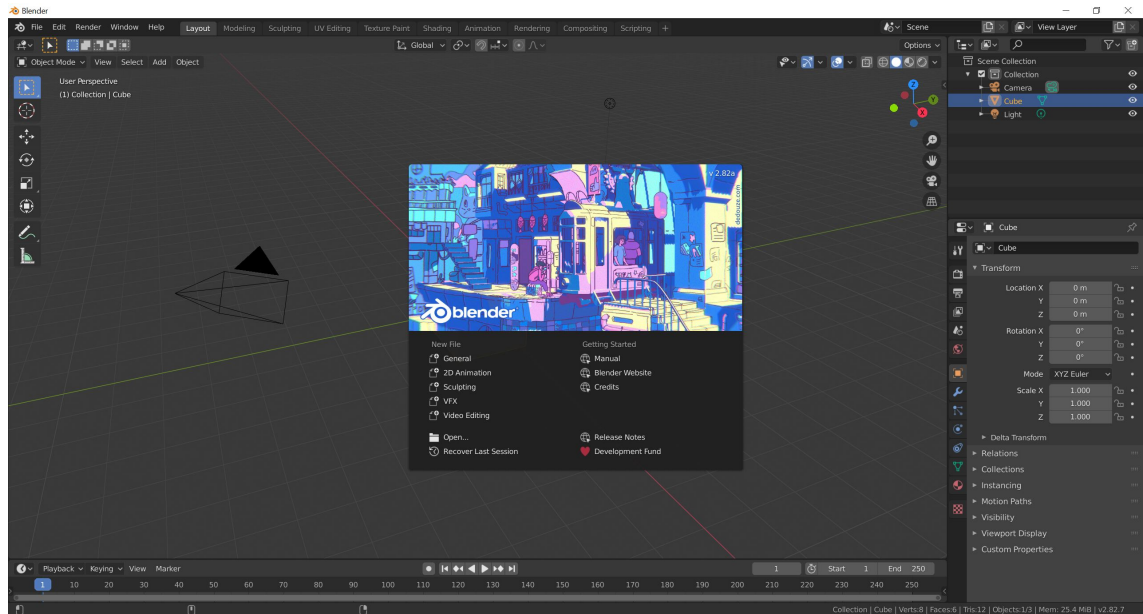 Blender
File Edit Render Window Help Layout Modeling Sculpting UV Editing Texture Paint Shading Animation Rendering Compositing Scripting + Scene View Layer
Global Options
Object Mode View Select Add Object
User Perspective
(1) Collection | Cube
Z
Y
X
Scene Collection
Collection
Camera
Cube
Light
v 2.82a
dedouze.com
blender
New File
General
2D Animation
Sculpting
VFX
Video Editing
Open...
Recover Last Session
Getting Started
Manual
Blender Website
Credits
Release Notes
Development Fund
Cube
Cube
Transform
Location X 0 m
Y 0 m
Z 0 m
Rotation X 0°
Y 0°
Z 0°
Mode XYZ Euler
Scale X 1.000
Y 1.000
Z 1.000
Delta Transform
Relations
Collections
Instancing
Motion Paths
Visibility
Viewport Display
Custom Properties
Playback Keying View Marker 1 Start 1 End 250
1 10 20 30 40 50 60 70 80 90 100 110 120 130 140 150 160 170 180 190 200 210 220 230 240 250
Collection | Cube | Verts:8 | Faces:6 | Tris:12 | Objects:1/3 | Mem: 25.4 MiB | v2.82.7